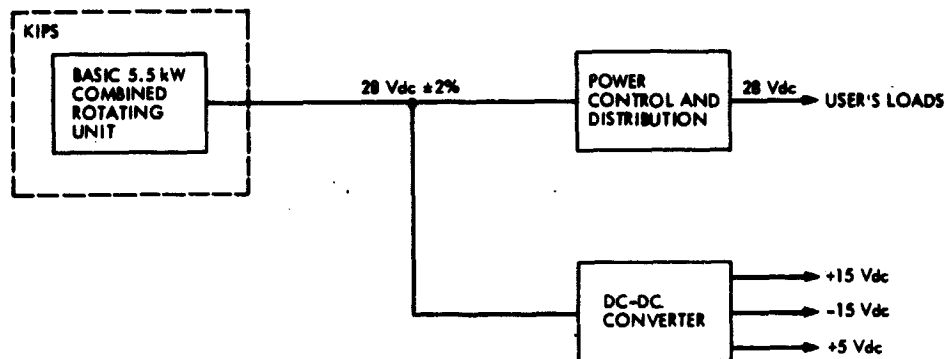 KIPS
BASIC 5.5 kW
COMBINED
ROTATING
UNIT
28 Vdc ±2%
POWER
CONTROL AND
DISTRIBUTION
28 Vdc
USER'S LOADS
DC-DC
CONVERTER
+15 Vdc
-15 Vdc
+5 Vdc